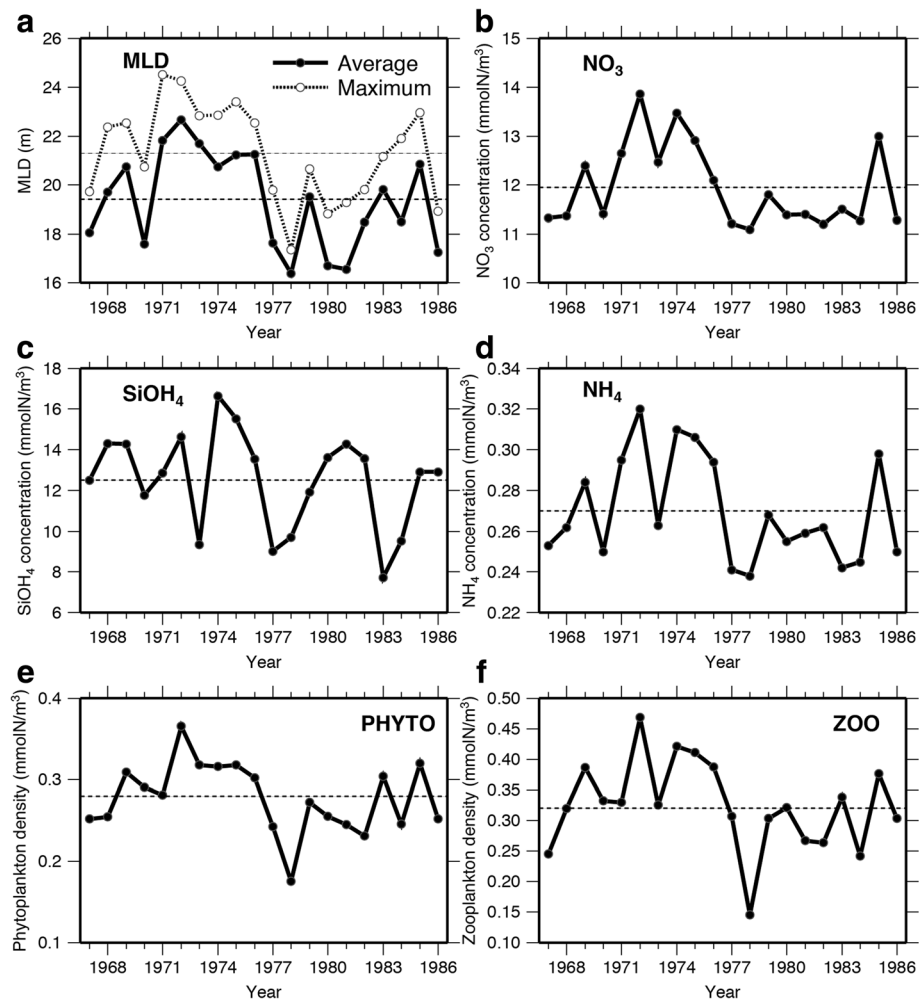 a
MLD
Average
Maximum
MLD (m)
26
24
22
20
18
16
1968 1971 1974 1977 1980 1983 1986
Year
b
NO3
NO3 concentration (mmolN/m3)
15
14
13
12
11
10
1968 1971 1974 1977 1980 1983 1986
Year
c
SiOH4
SiOH4 concentration (mmolN/m3)
18
16
14
12
10
8
6
1968 1971 1974 1977 1980 1983 1986
Year
d
NH4
NH4 concentration (mmolN/m3)
0.34
0.32
0.30
0.28
0.26
0.24
0.22
1968 1971 1974 1977 1980 1983 1986
Year
e
PHYTO
Phytoplankton density (mmolN/m3)
0.4
0.3
0.2
0.1
1968 1971 1974 1977 1980 1983 1986
Year
f
ZOO
Zooplankton density (mmolN/m3)
0.50
0.45
0.40
0.35
0.30
0.25
0.20
0.15
0.10
1968 1971 1974 1977 1980 1983 1986
Year